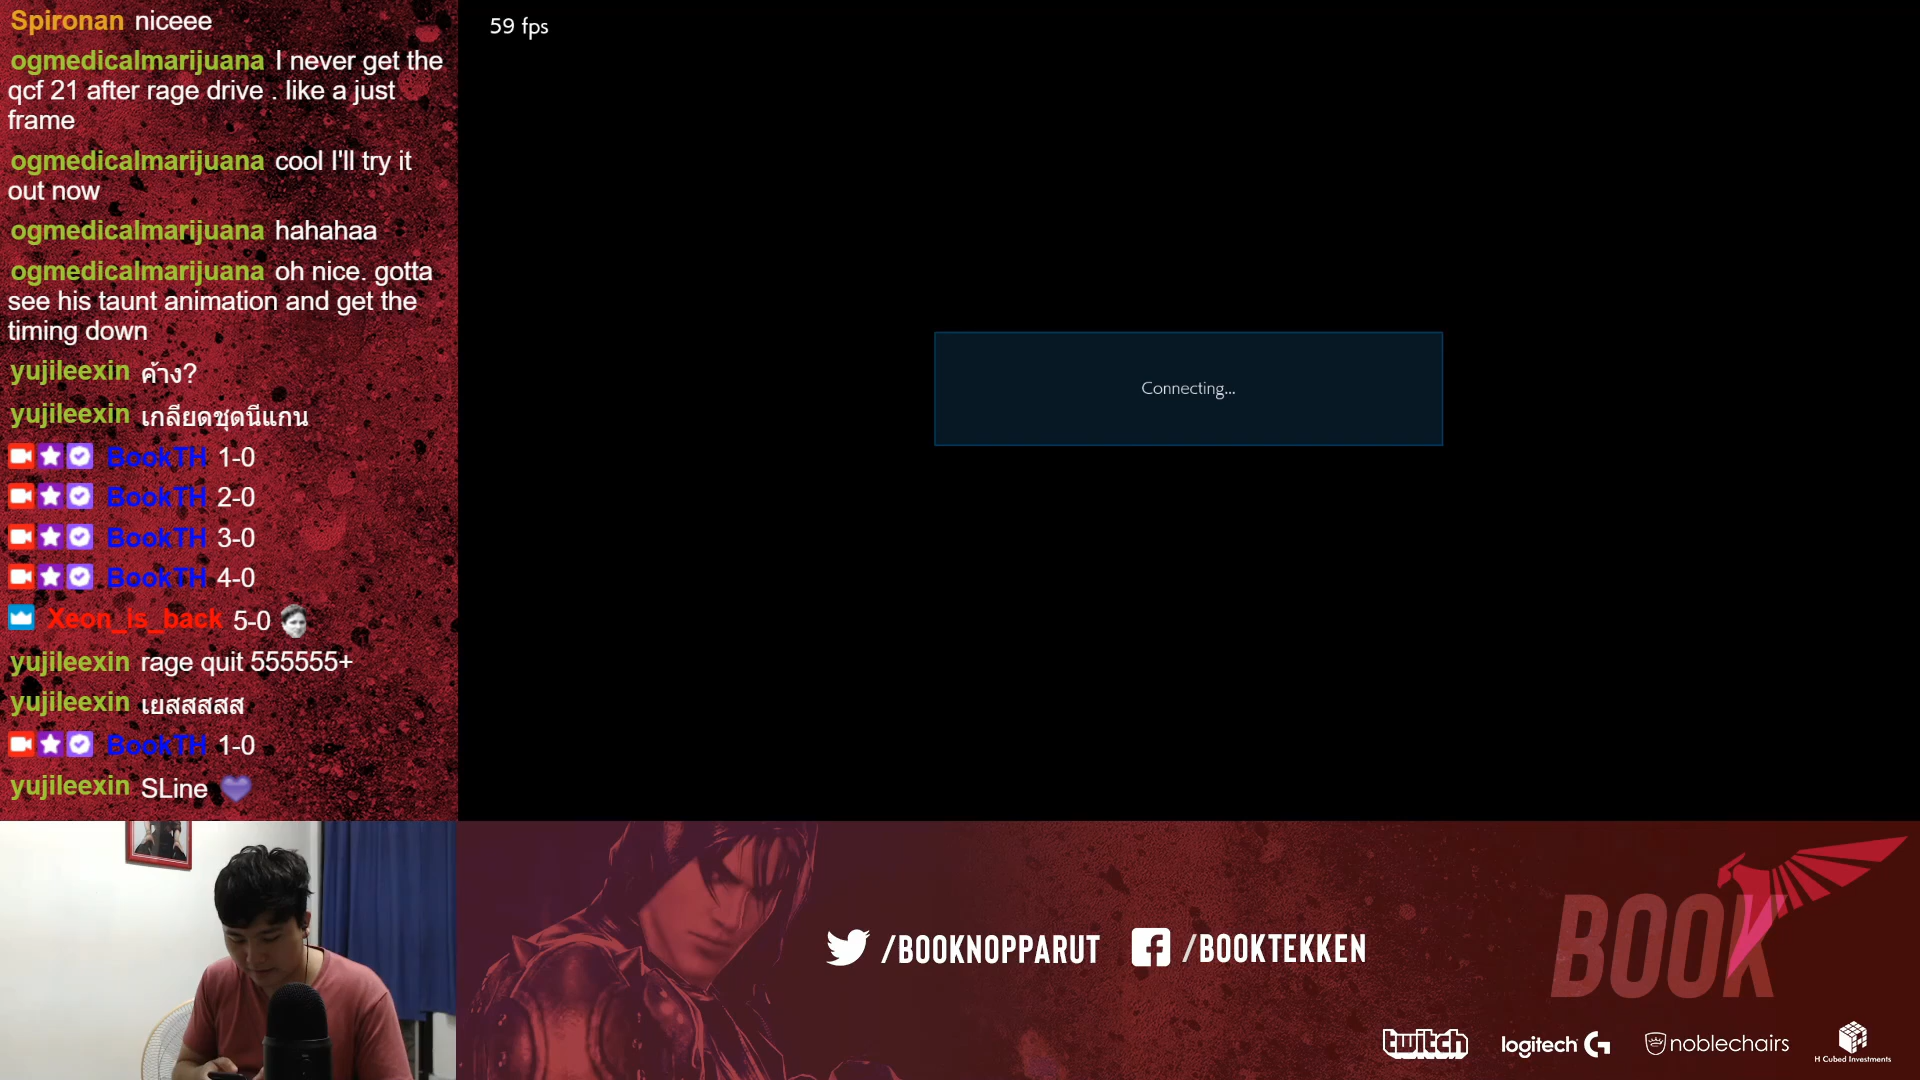 Spironan niceee
ogmedicalmarijuana I never get the
qcf 21 after rage drive . like a just
frame
ogmedicalmarijuana cool I'll try it
out now
ogmedicalmarijuana hahahaa
ogmedicalmarijuana oh nice. gotta
see his taunt animation and get the
timing down
yujileexin ค้าง?
yujileexin เกลียดชุดนีแกน
BookTH 1-0
BookTH 2-0
BookTH 3-0
BookTH 4-0
Xeon_is_back 5-0
yujileexin rage quit 555555+
yujileexin เยสสสสส
BookTH 1-0
yujileexin SLine
59 fps
Connecting...
/BOOKNOPPARUT
/BOOKTEKKEN
BOOK
twitch
logitech G
noblechairs
H Cubed Investments